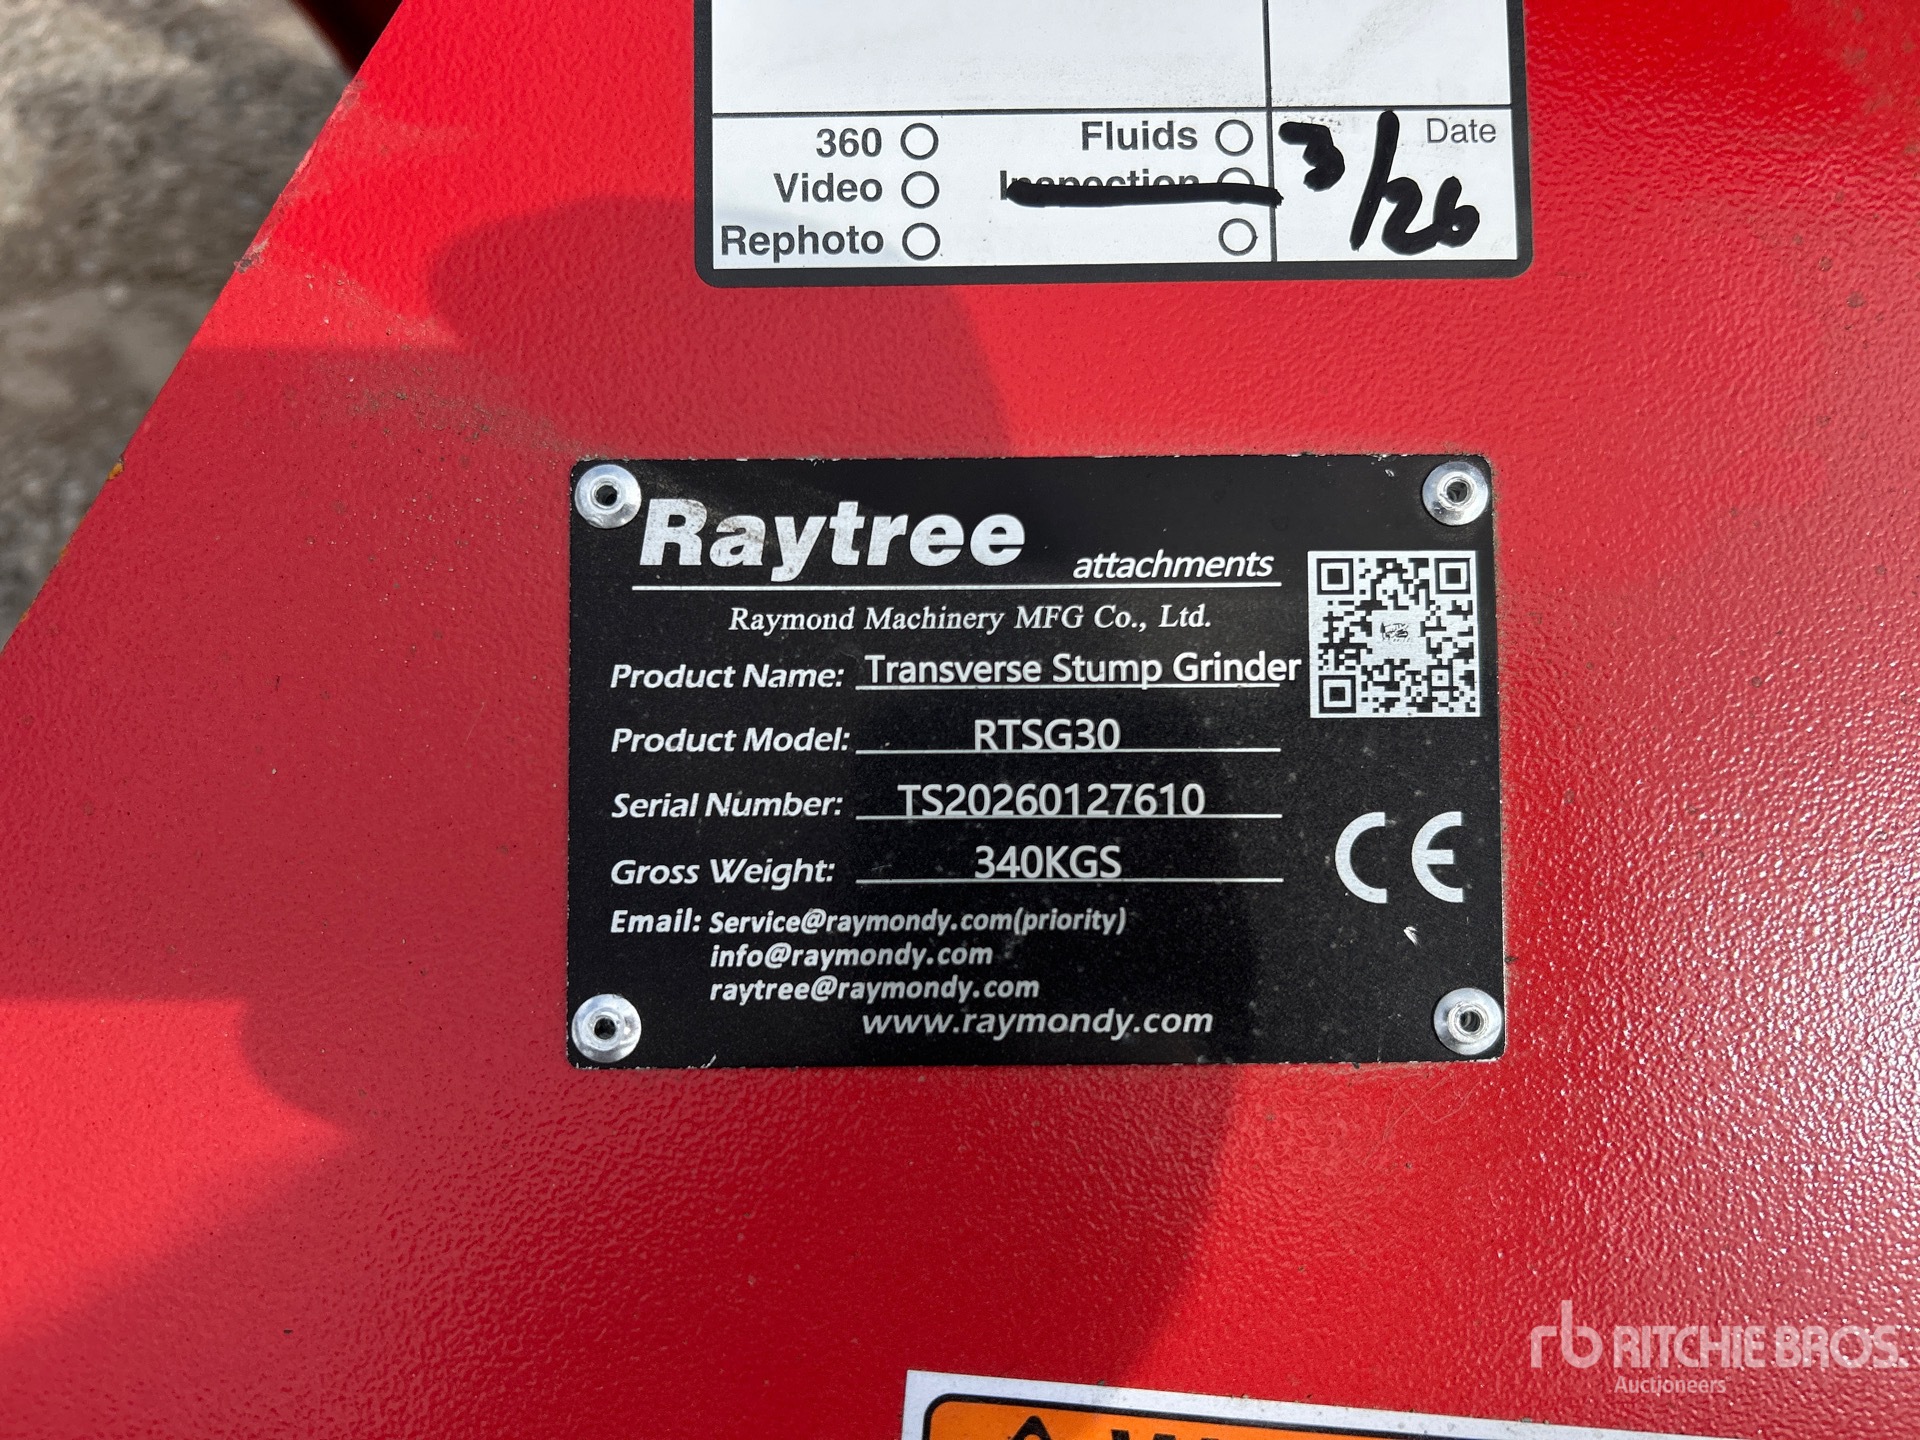 360 Fluids Date
Video Inspection 3/26
Rephoto
Raytree attachments
Raymond Machinery MFG Co., Ltd.
Product Name: Transverse Stump Grinder
Product Model: RTSG30
Serial Number: TS20260127610
Gross Weight: 340KGS
CE
Email: Service@raymondy.com(priority)
info@raymondy.com
raytree@raymondy.com
www.raymondy.com
rb RITCHIE BROS.
Auctioneers